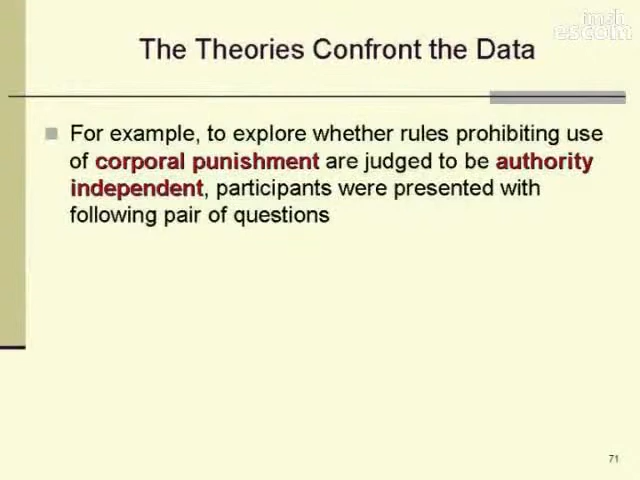 The Theories Confront the Data
For example, to explore whether rules prohibiting use
of corporal punishment are judged to be authority
independent, participants were presented with
following pair of questions
71
escom